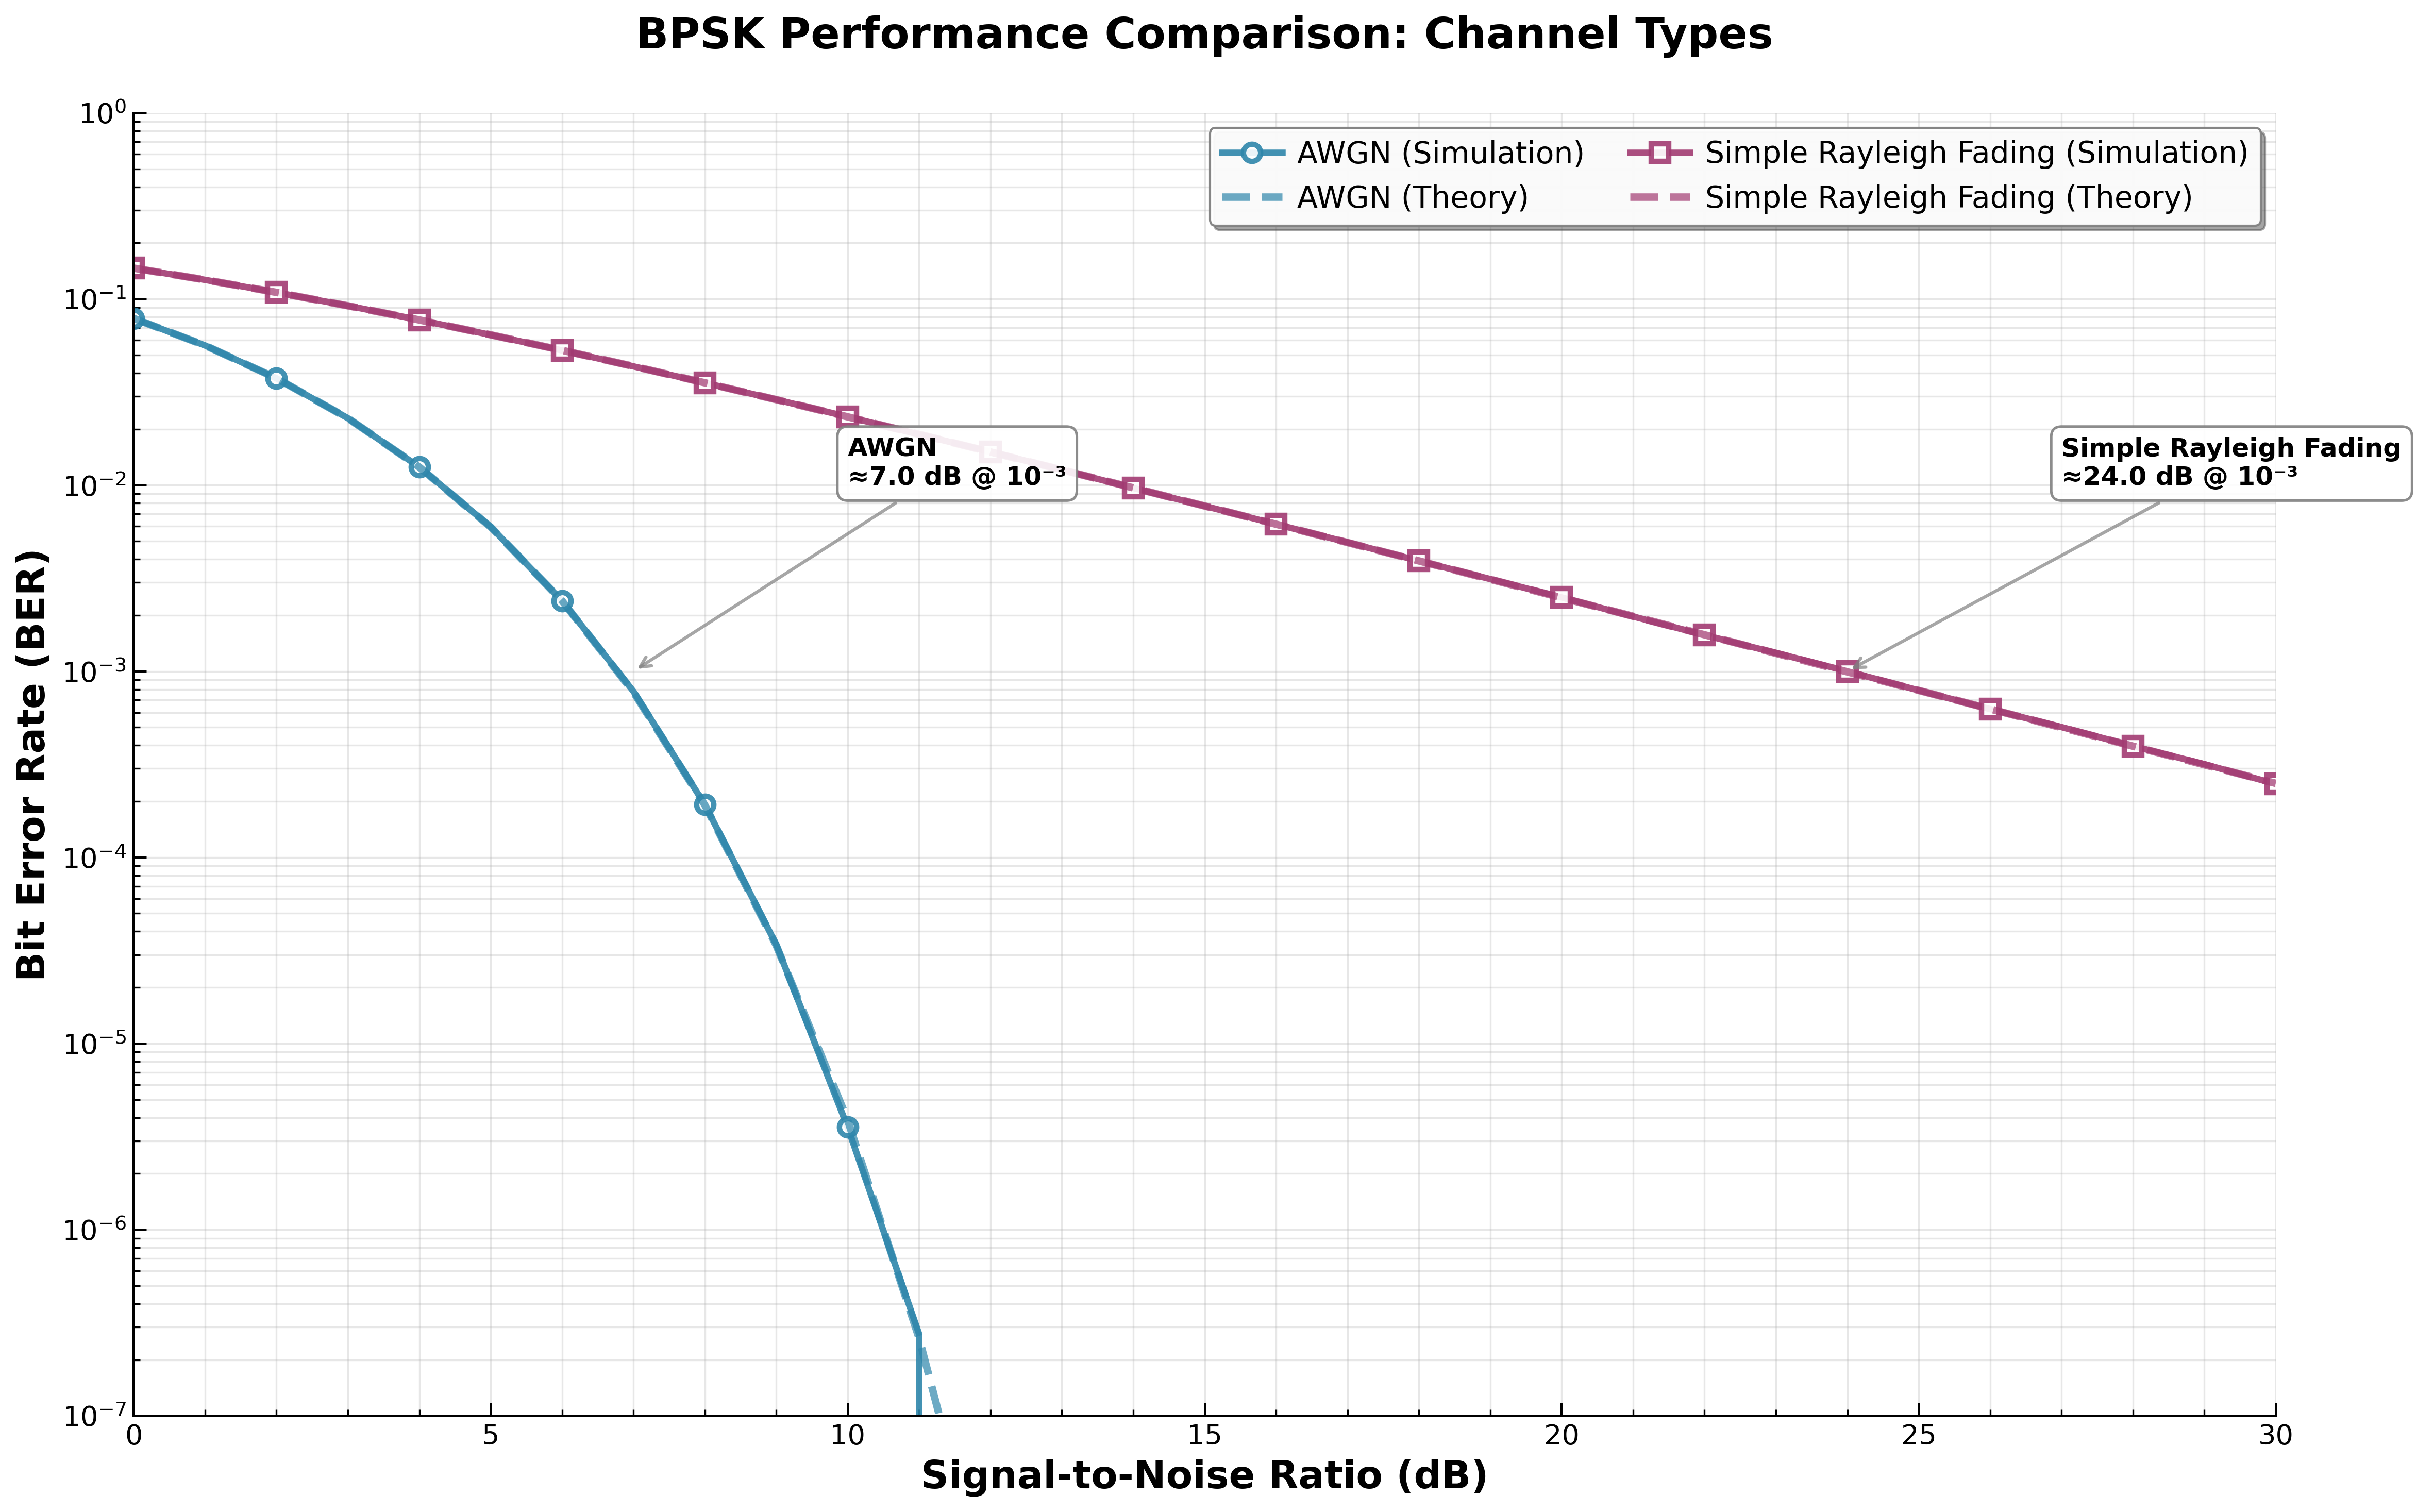 BPSK Performance Comparison: Channel Types
AWGN (Simulation)
AWGN (Theory)
Simple Rayleigh Fading (Simulation)
Simple Rayleigh Fading (Theory)
10⁰
10⁻¹
10⁻²
10⁻³
10⁻⁴
10⁻⁵
10⁻⁶
10⁻⁷
Bit Error Rate (BER)
AWGN
≈7.0 dB @ 10⁻³
Simple Rayleigh Fading
≈24.0 dB @ 10⁻³
0
5
10
15
20
25
30
Signal-to-Noise Ratio (dB)